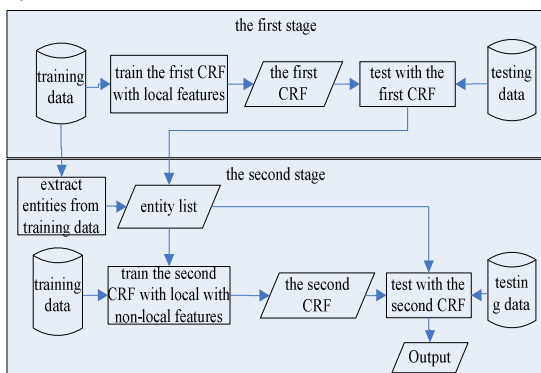 the first stage
training
data
train the frist CRF
with local features
the first
CRF
test with the
first CRF
testing
data
the second stage
extract
entities from
training data
entity list
training
data
train the second
CRF with local with
non-local features
the second
CRF
test with the
second CRF
testin
g data
Output